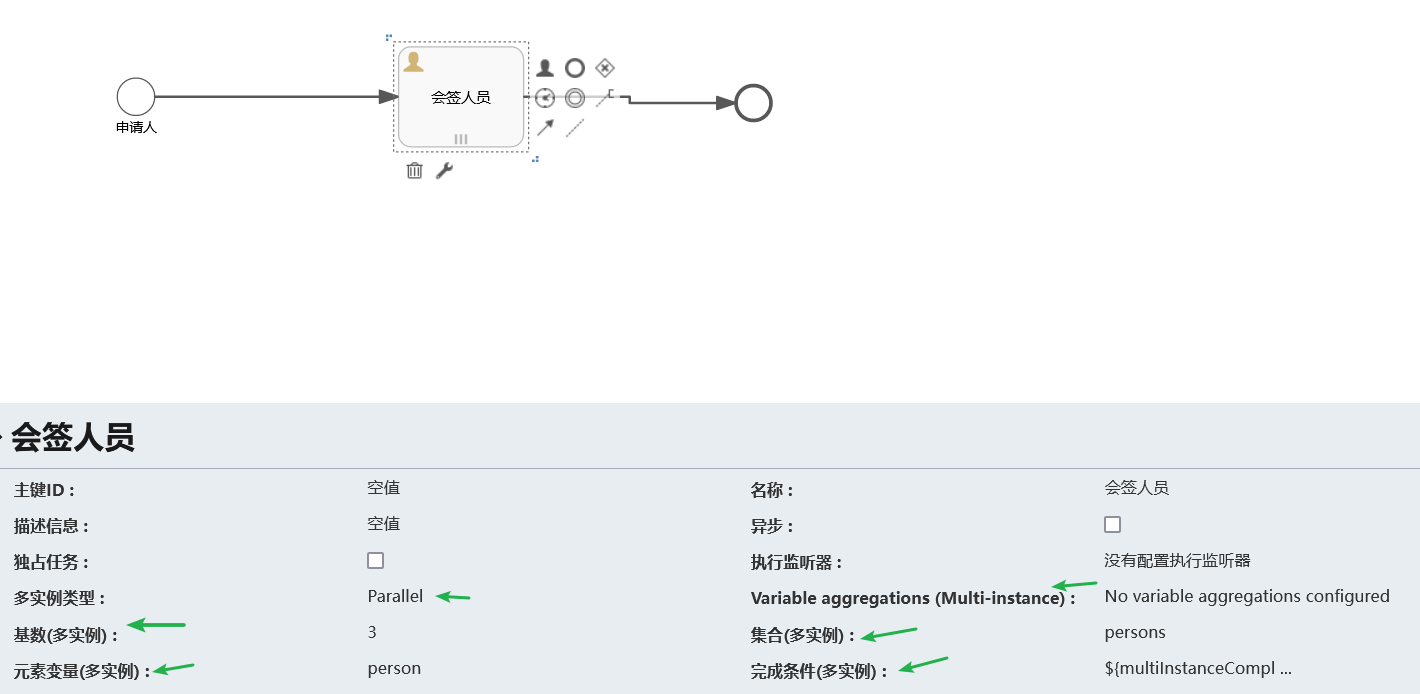 会签人员
申请人
会签人员
主键ID： 空值 名称： 会签人员
描述信息： 空值 异步：
独占任务： 执行监听器： 没有配置执行监听器
多实例类型： Parallel Variable aggregations (Multi-instance)： No variable aggregations configured
基数(多实例)： 3 集合(多实例)： persons
元素变量(多实例)： person 完成条件(多实例)： ${multiInstanceCompl ...